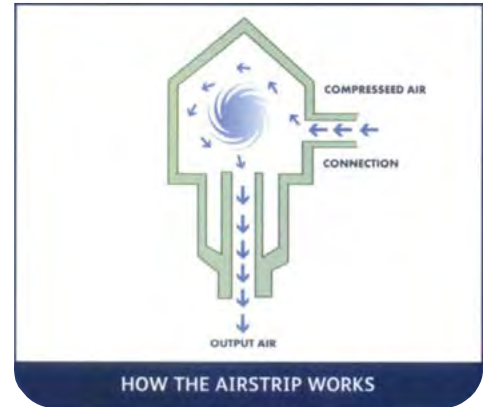 COMPRESSEED AIR
CONNECTION
OUTPUT AIR
HOW THE AIRSTRIP WORKS